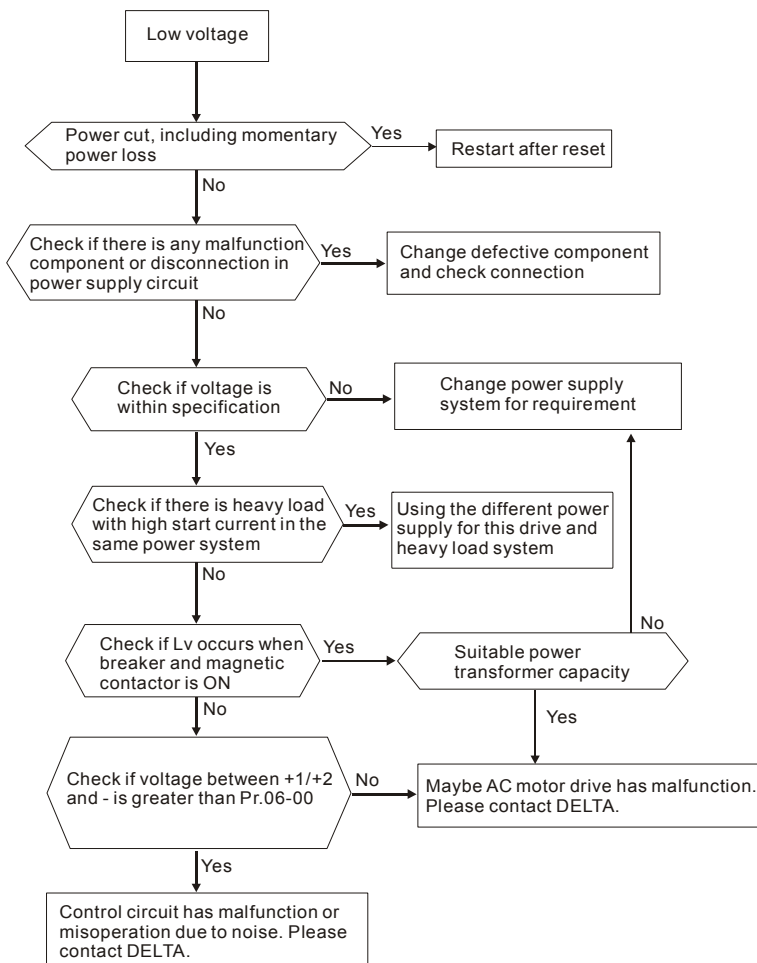 Low voltage
Power cut, including momentary
power loss
Yes
Restart after reset
No
Check if there is any malfunction
component or disconnection in
power supply circuit
Yes
Change defective component
and check connection
No
Check if voltage is
within specification
No
Change power supply
system for requirement
Yes
Check if there is heavy load
with high start current in the
same power system
Yes
Using the different power
supply for this drive and
heavy load system
No
Check if Lv occurs when
breaker and magnetic
contactor is ON
Yes
Suitable power
transformer capacity
No
Yes
No
Check if voltage between +1/+2
and - is greater than Pr.06-00
No
Maybe AC motor drive has malfunction.
Please contact DELTA.
Yes
Control circuit has malfunction or
misoperation due to noise. Please
contact DELTA.